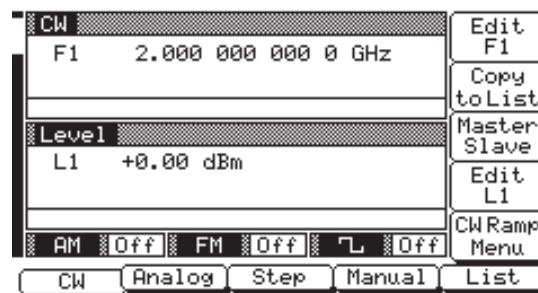 CW
F1 2.000 000 000 0 GHz
Level
L1 +0.00 dBm
AM Off FM Off Off
Edit F1
Copy to List
Master Slave
Edit L1
CW Ramp Menu
CW Analog Step Manual List